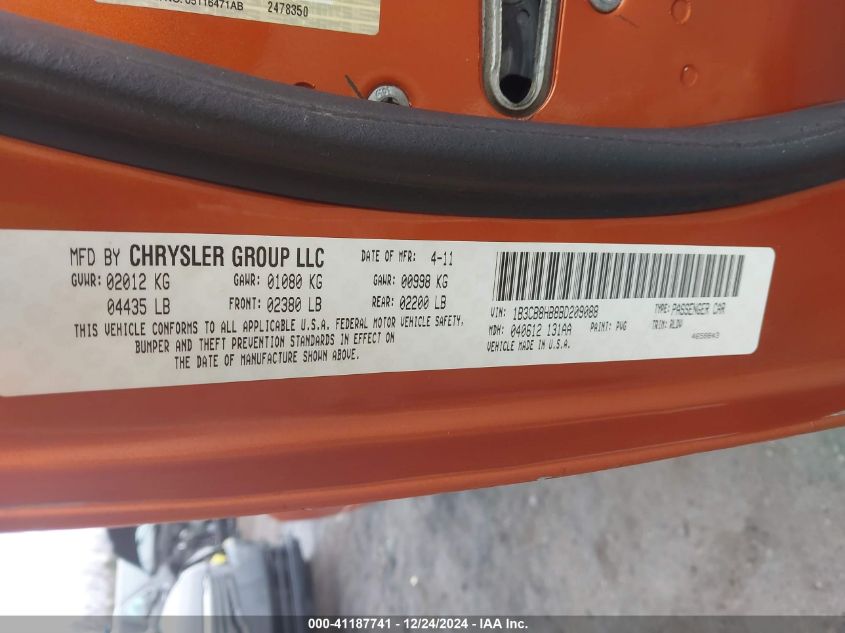 05116471AB 2478350
MFD BY CHRYSLER GROUP LLC DATE OF MFR: 4-11
GVWR: 02012 KG GAWR: 01080 KG GAWR: 00998 KG
04435 LB FRONT: 02380 LB REAR: 02200 LB
THIS VEHICLE CONFORMS TO ALL APPLICABLE U.S.A. FEDERAL MOTOR VEHICLE SAFETY,
BUMPER AND THEFT PREVENTION STANDARDS IN EFFECT ON
THE DATE OF MANUFACTURE SHOWN ABOVE.
VIN: 1B3CB8HB8BD209088 TYPE: PASSENGER CAR
MDH: 040612 131AA PAINT: PVG TRIM: RLDV
VEHICLE MADE IN U.S.A. 4658843
000-41187741 - 12/24/2024 - IAA Inc.